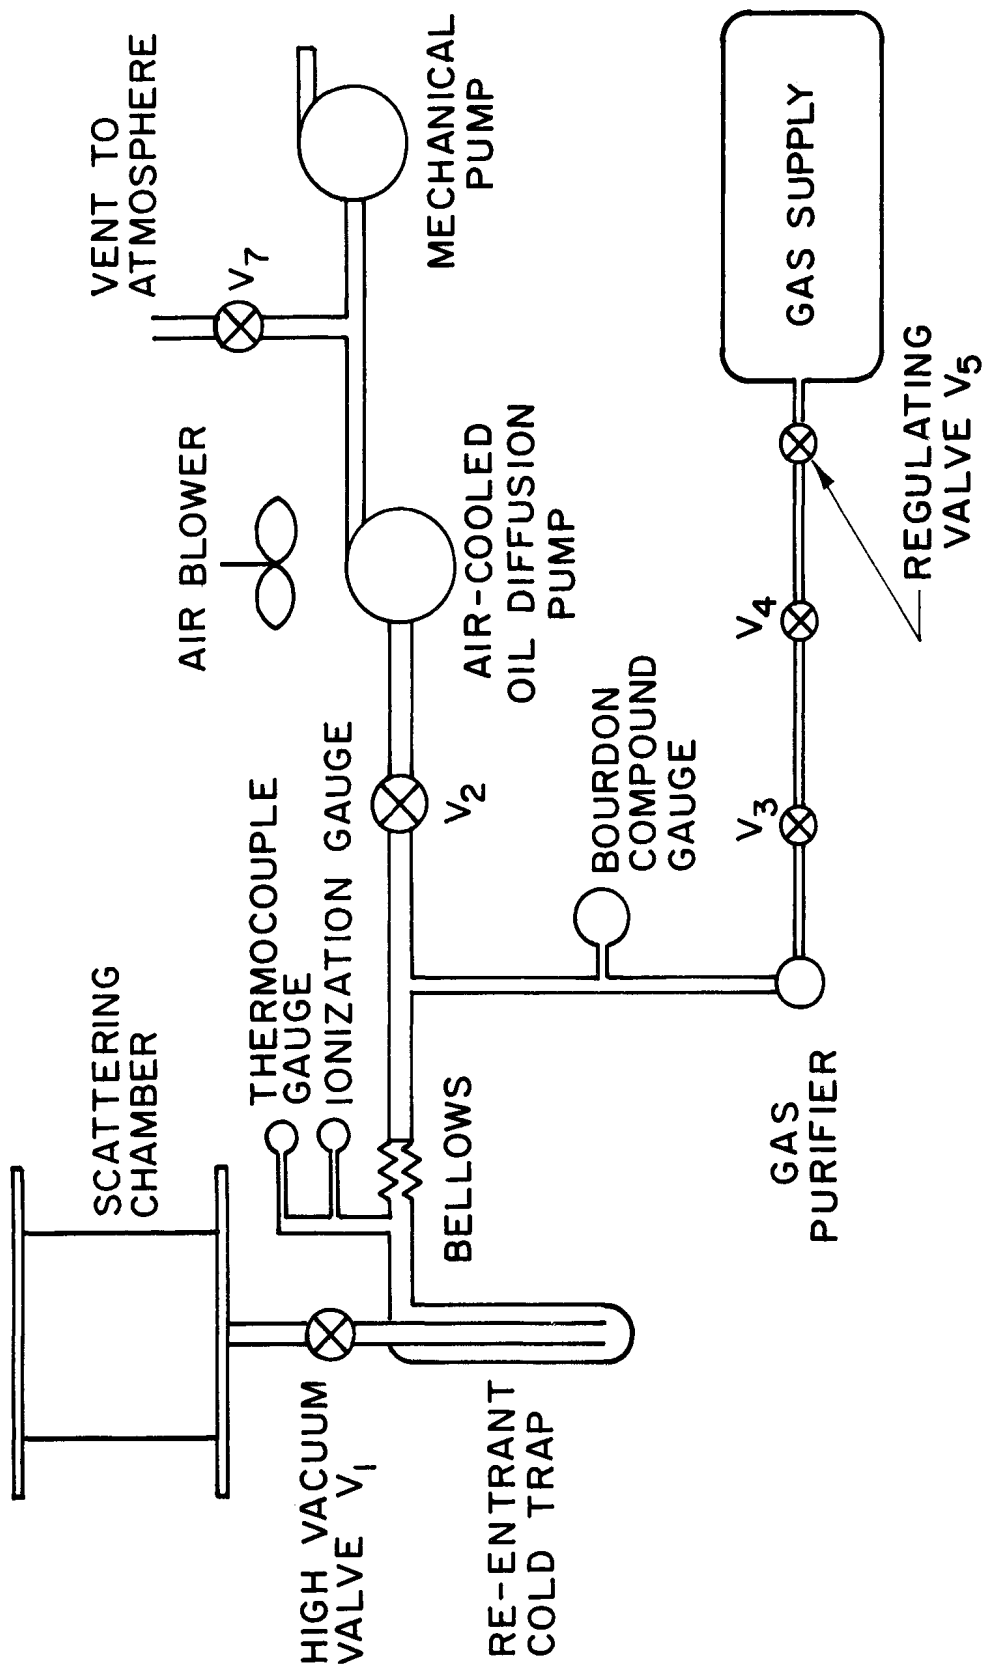 SCATTERING
CHAMBER
HIGH VACUUM
VALVE V1
RE-ENTRANT
COLD TRAP
THERMOCOUPLE
GAUGE
IONIZATION GAUGE
BELLOWS
AIR BLOWER
VENT TO
ATMOSPHERE
V7
V2
AIR-COOLED
OIL DIFFUSION
PUMP
MECHANICAL
PUMP
BOURDON
COMPOUND
GAUGE
GAS
PURIFIER
V3
V4
REGULATING
VALVE V5
GAS SUPPLY